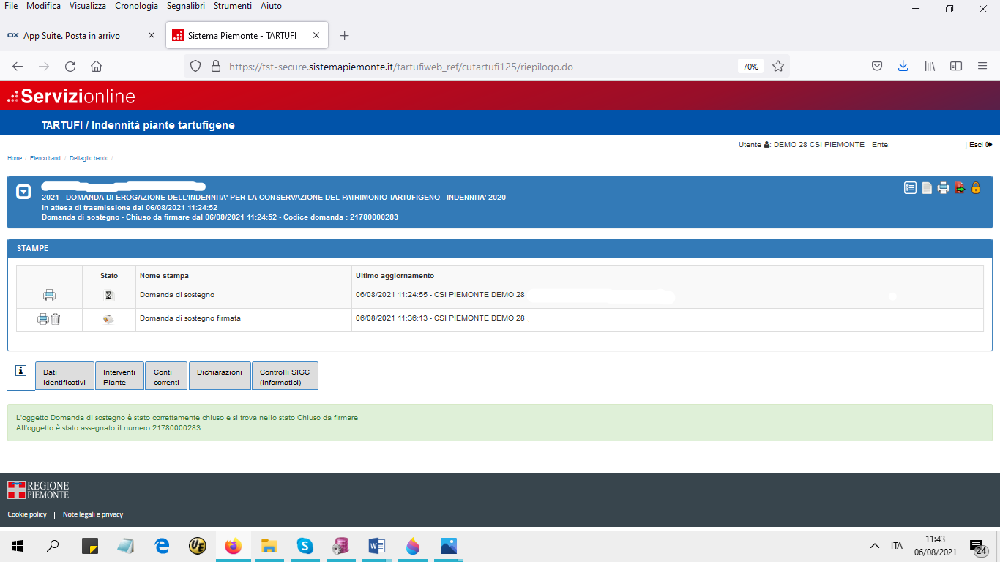 File Modifica Visualizza Cronologia Segnalibri Strumenti Aiuto
OX App Suite. Posta in arrivo Sistema Piemonte - TARTUFI
https://tst-secure.sistemapiemonte.it/tartufiweb_ref/cutartufi125/riepilogo.do 70%
Servizionline
TARTUFI / Indennità piante tartufigene
Utente : DEMO 28 CSI PIEMONTE Ente. | Esci
Home / Elenco bandi / Dettaglio bando /
2021 - DOMANDA DI EROGAZIONE DELL'INDENNITA' PER LA CONSERVAZIONE DEL PATRIMONIO TARTUFIGENO - INDENNITA' 2020
In attesa di trasmissione dal 06/08/2021 11:24:52
Domanda di sostegno - Chiuso da firmare dal 06/08/2021 11:24:52 - Codice domanda : 21780000283
STAMPE
Stato Nome stampa Ultimo aggiornamento
Domanda di sostegno 06/08/2021 11:24:55 - CSI PIEMONTE DEMO 28
Domanda di sostegno firmata 06/08/2021 11:36:13 - CSI PIEMONTE DEMO 28
i
Dati identificativi
Interventi Piante
Conti correnti
Dichiarazioni
Controlli SIGC (informatici)
L'oggetto Domanda di sostegno è stato correttamente chiuso e si trova nello stato Chiuso da firmare
All'oggetto è stato assegnato il numero 21780000283
REGIONE
PIEMONTE
Cookie policy | Note legali e privacy
UE
ITA
11:43
06/08/2021
24